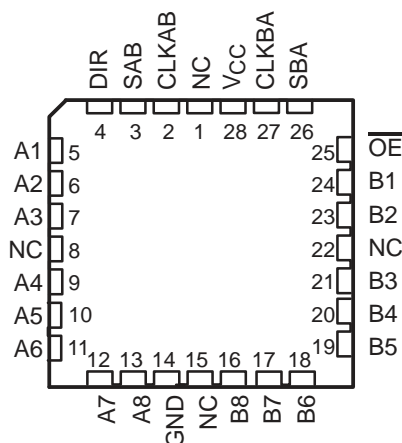 DIR SAB CLKAB NC VCC CLKBA SBA
4 3 2 1 28 27 26
A1 5 25 OE
A2 6 24 B1
A3 7 23 B2
NC 8 22 NC
A4 9 21 B3
A5 10 20 B4
A6 11 19 B5
12 13 14 15 16 17 18
A7 A8 GND NC B8 B7 B6